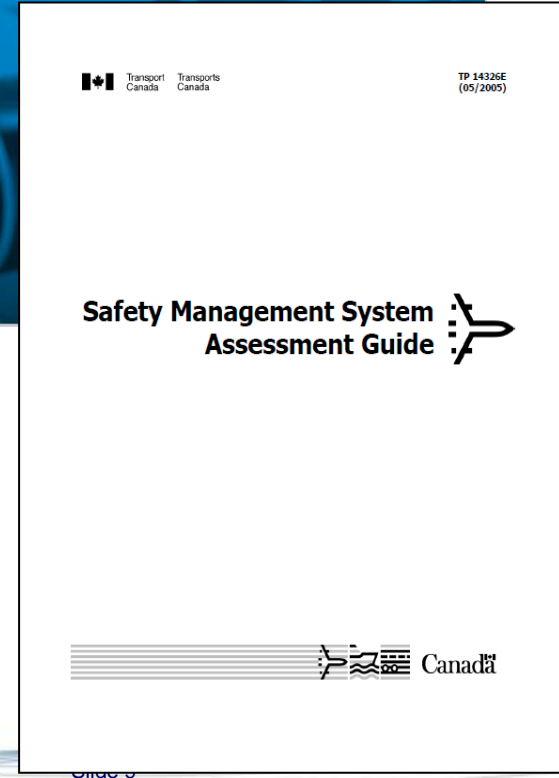 Transport Transports
Canada Canada
TP 14326E
(05/2005)
Safety Management System
Assessment Guide
Canada